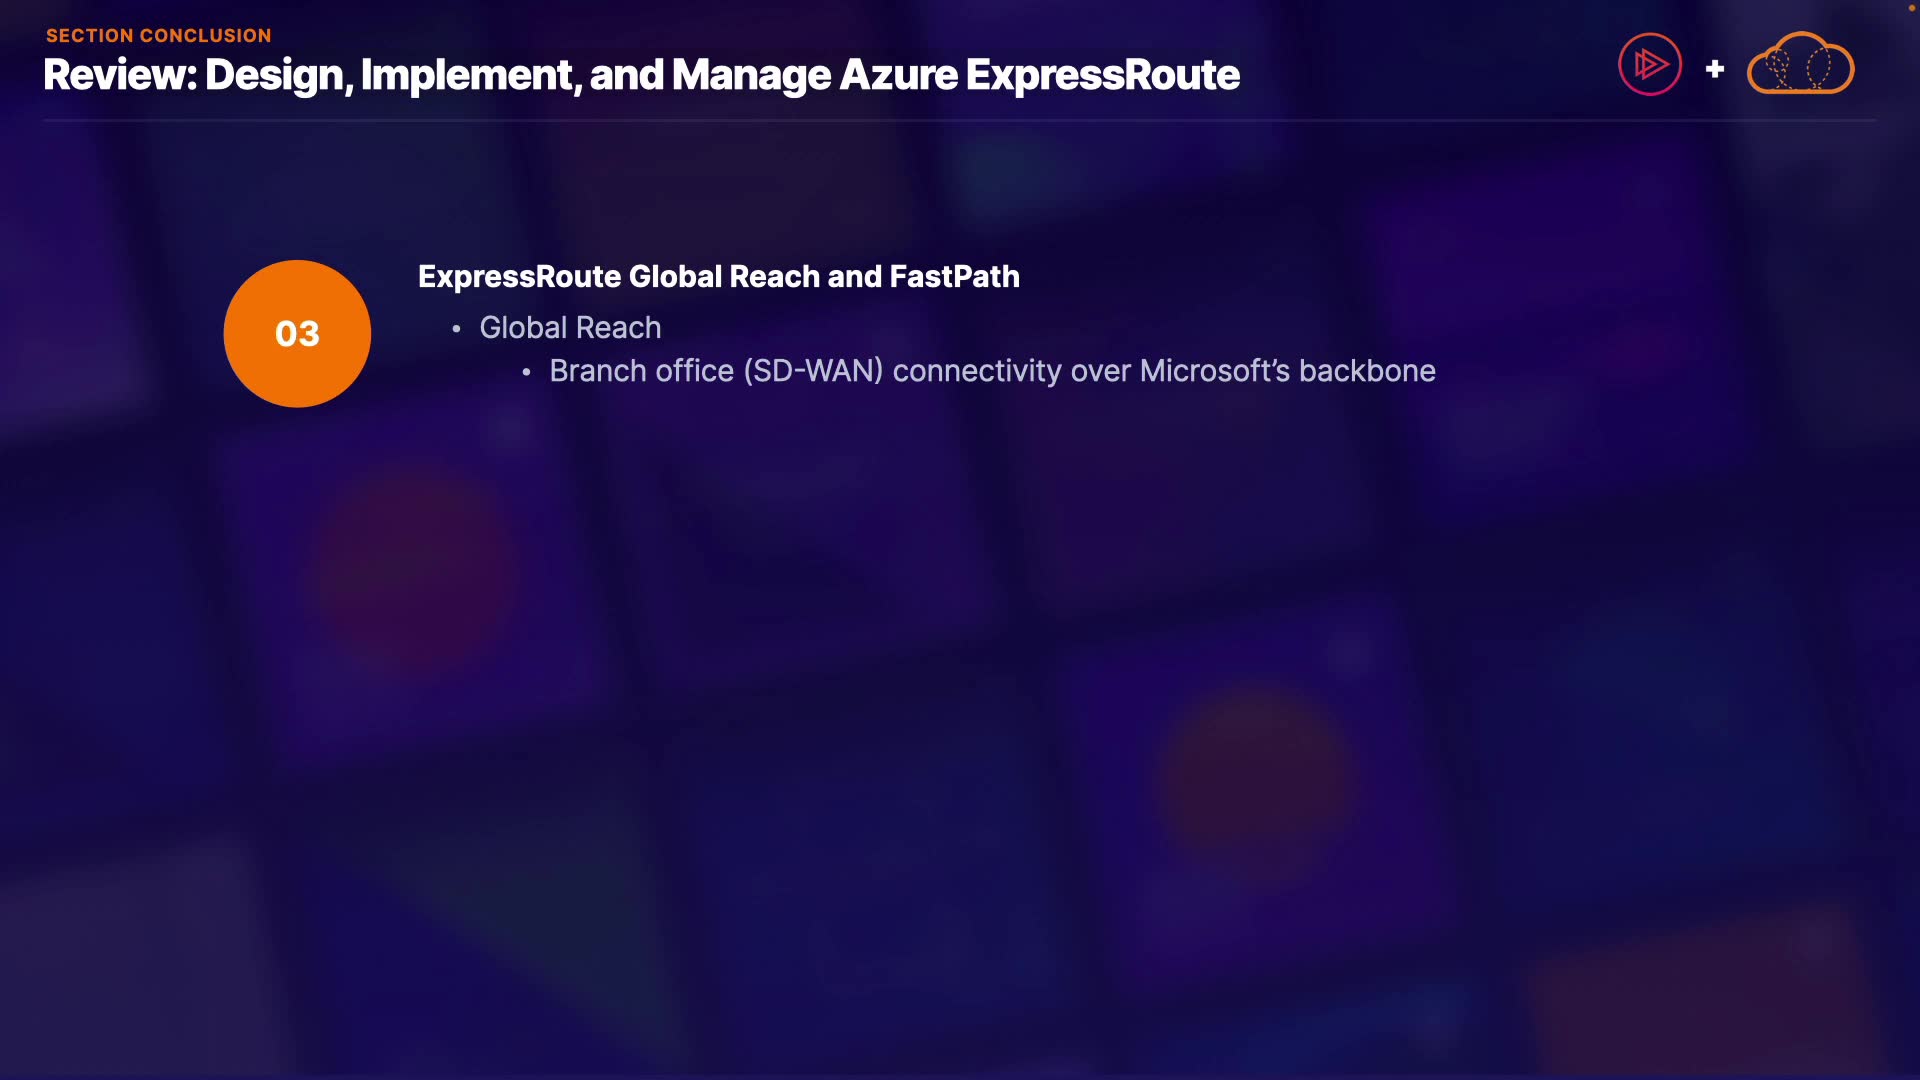 SECTION CONCLUSION
Review: Design, Implement, and Manage Azure ExpressRoute
+
03
ExpressRoute Global Reach and FastPath
• Global Reach
• Branch office (SD-WAN) connectivity over Microsoft’s backbone